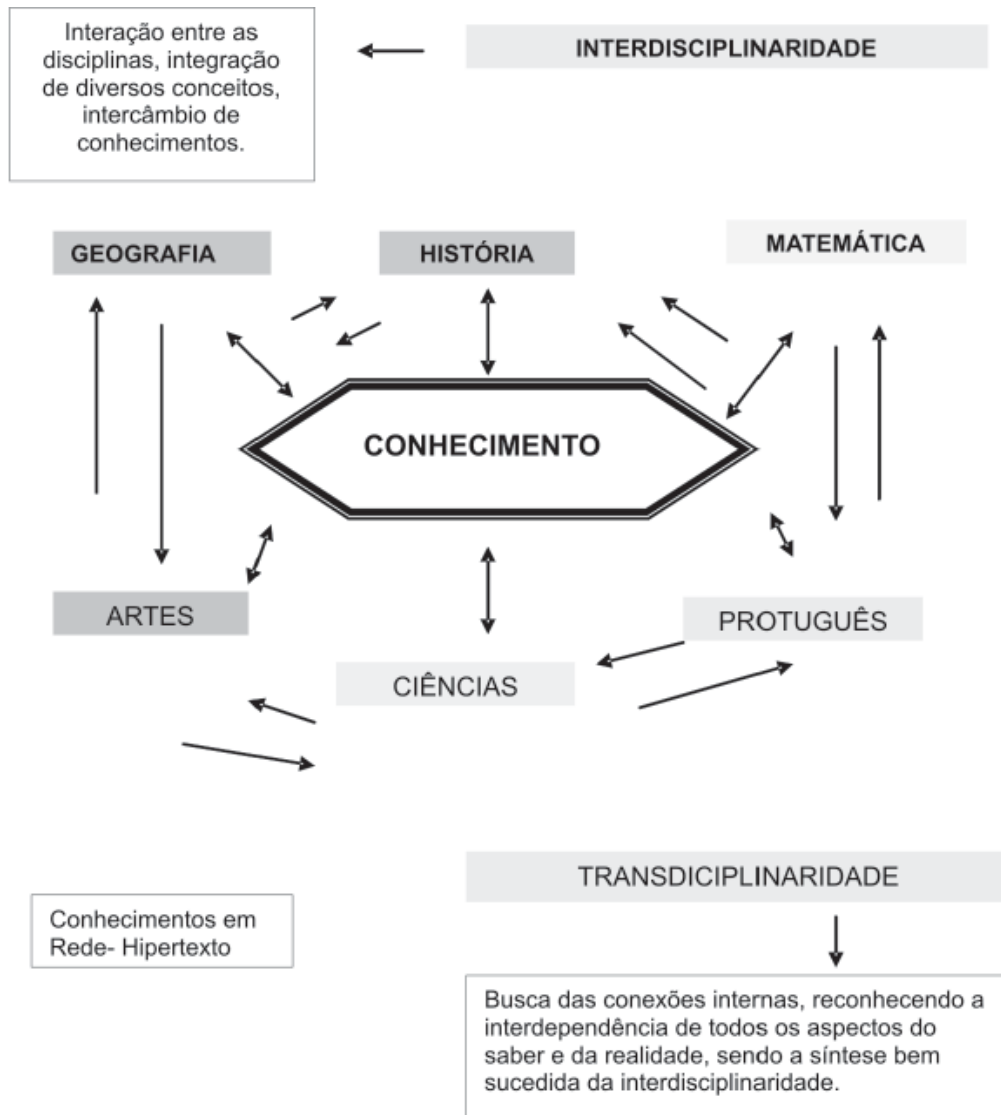 Interação entre as
disciplinas, integração
de diversos conceitos,
intercâmbio de
conhecimentos.
INTERDISCIPLINARIDADE
GEOGRAFIA
HISTÓRIA
MATEMÁTICA
CONHECIMENTO
ARTES
PROTUGUÊS
CIÊNCIAS
TRANSDICIPLINARIDADE
Conhecimentos em
Rede- Hipertexto
Busca das conexões internas, reconhecendo a
interdependência de todos os aspectos do
saber e da realidade, sendo a síntese bem
sucedida da interdisciplinaridade.